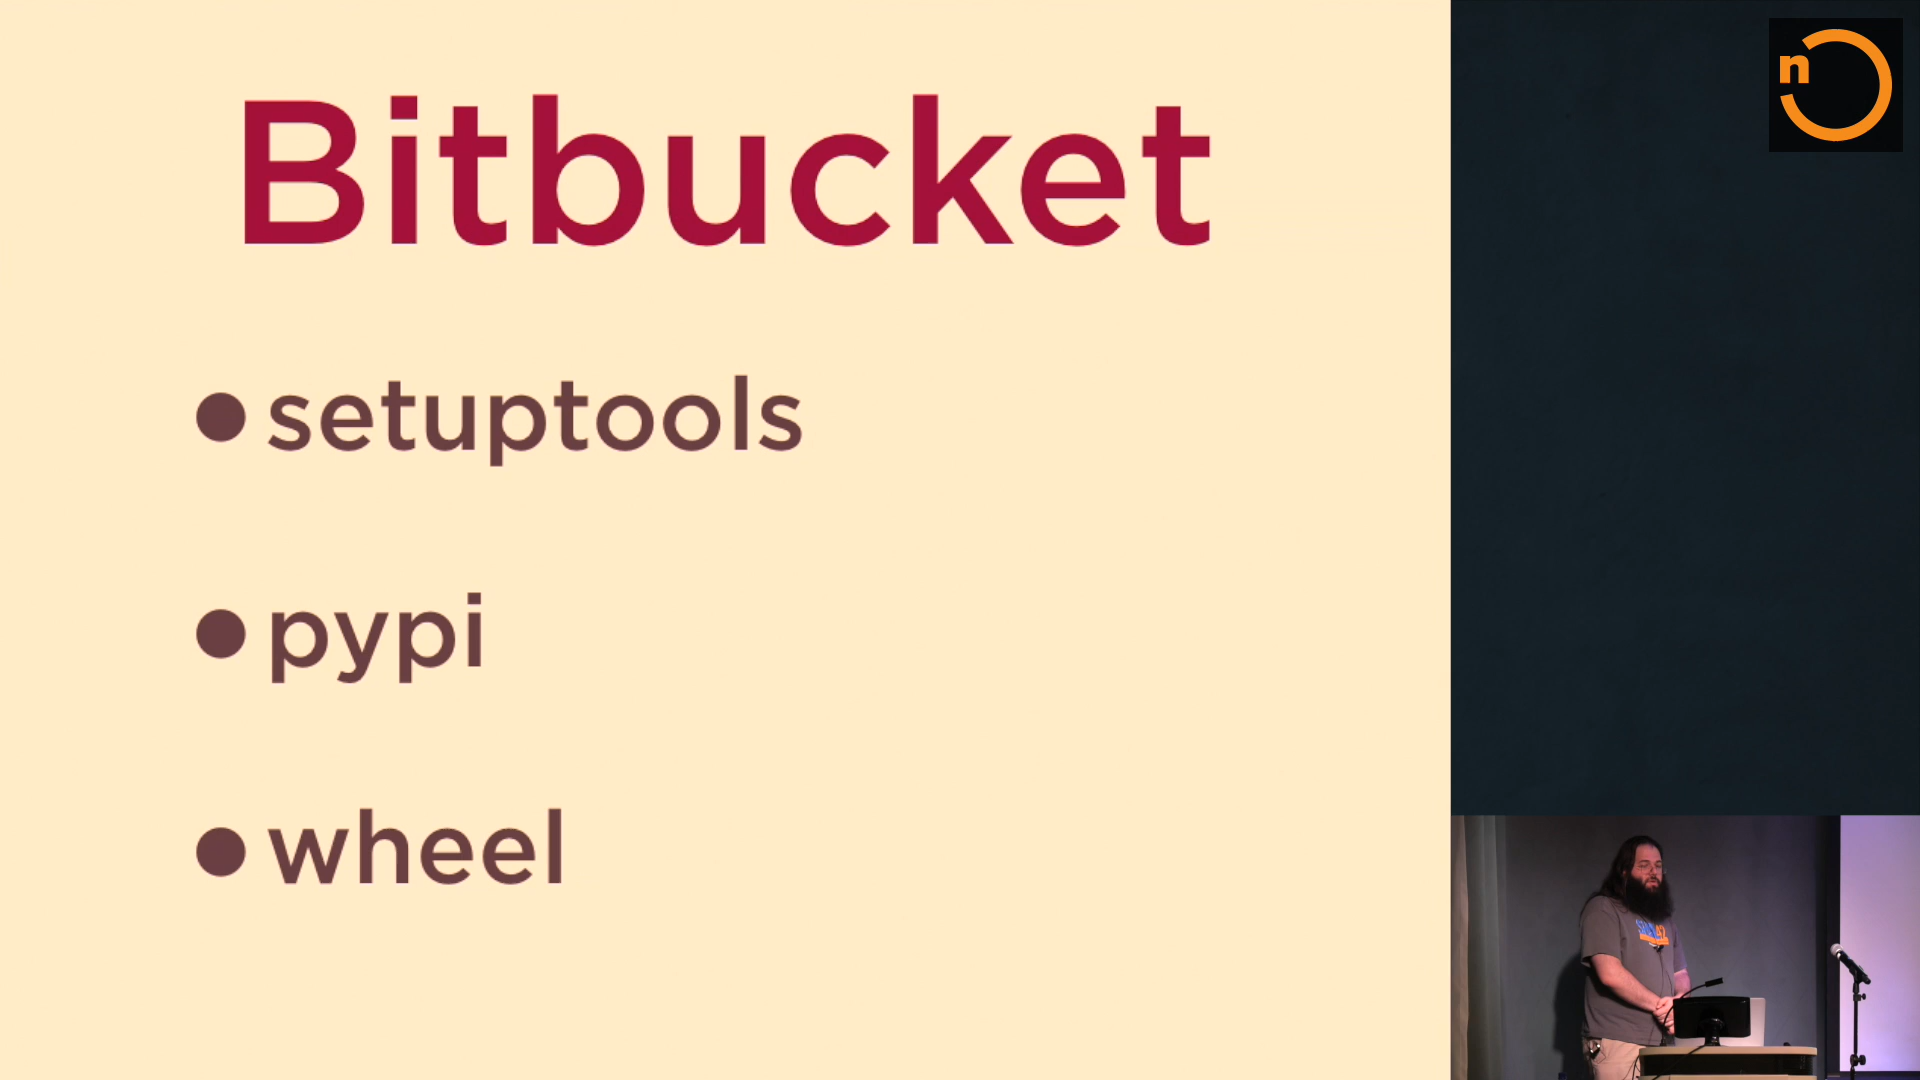 Bitbucket
• setuptools
• pypi
• wheel
n